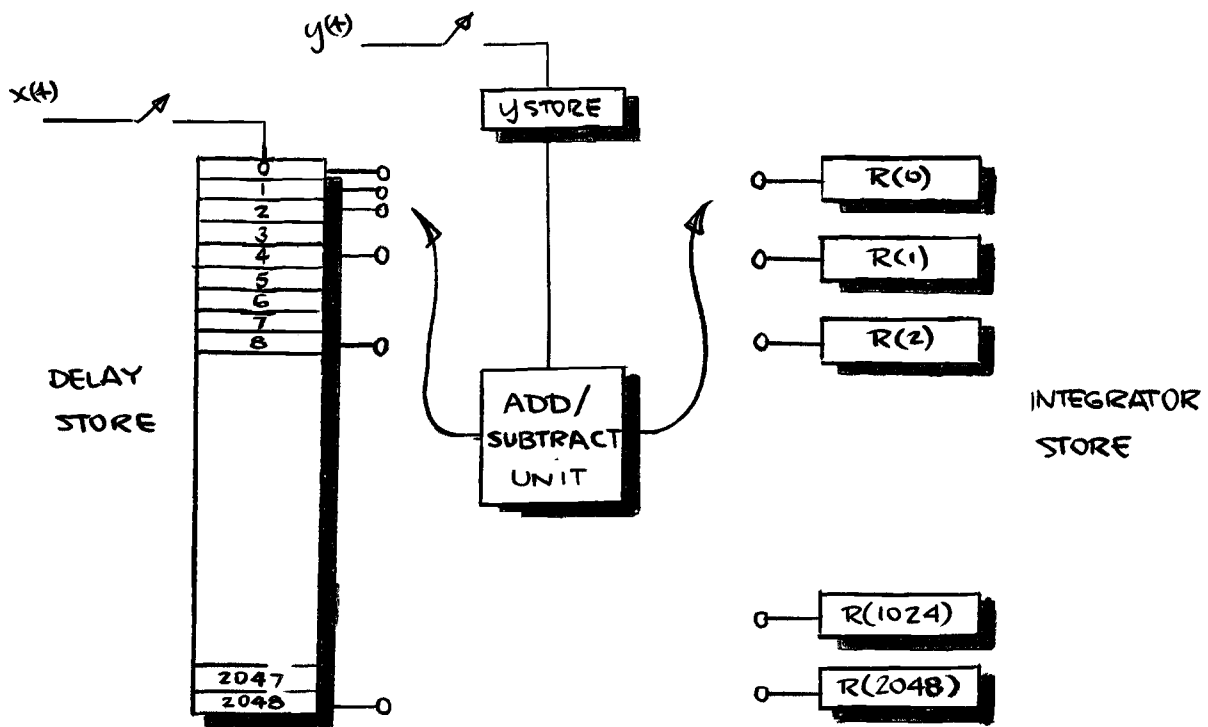 y(t)
x(t)
y STORE
0
1
2
3
4
5
6
7
8
2047
2048
DELAY
STORE
ADD/
SUBTRACT
UNIT
R(0)
R(1)
R(2)
R(1024)
R(2048)
INTEGRATOR
STORE